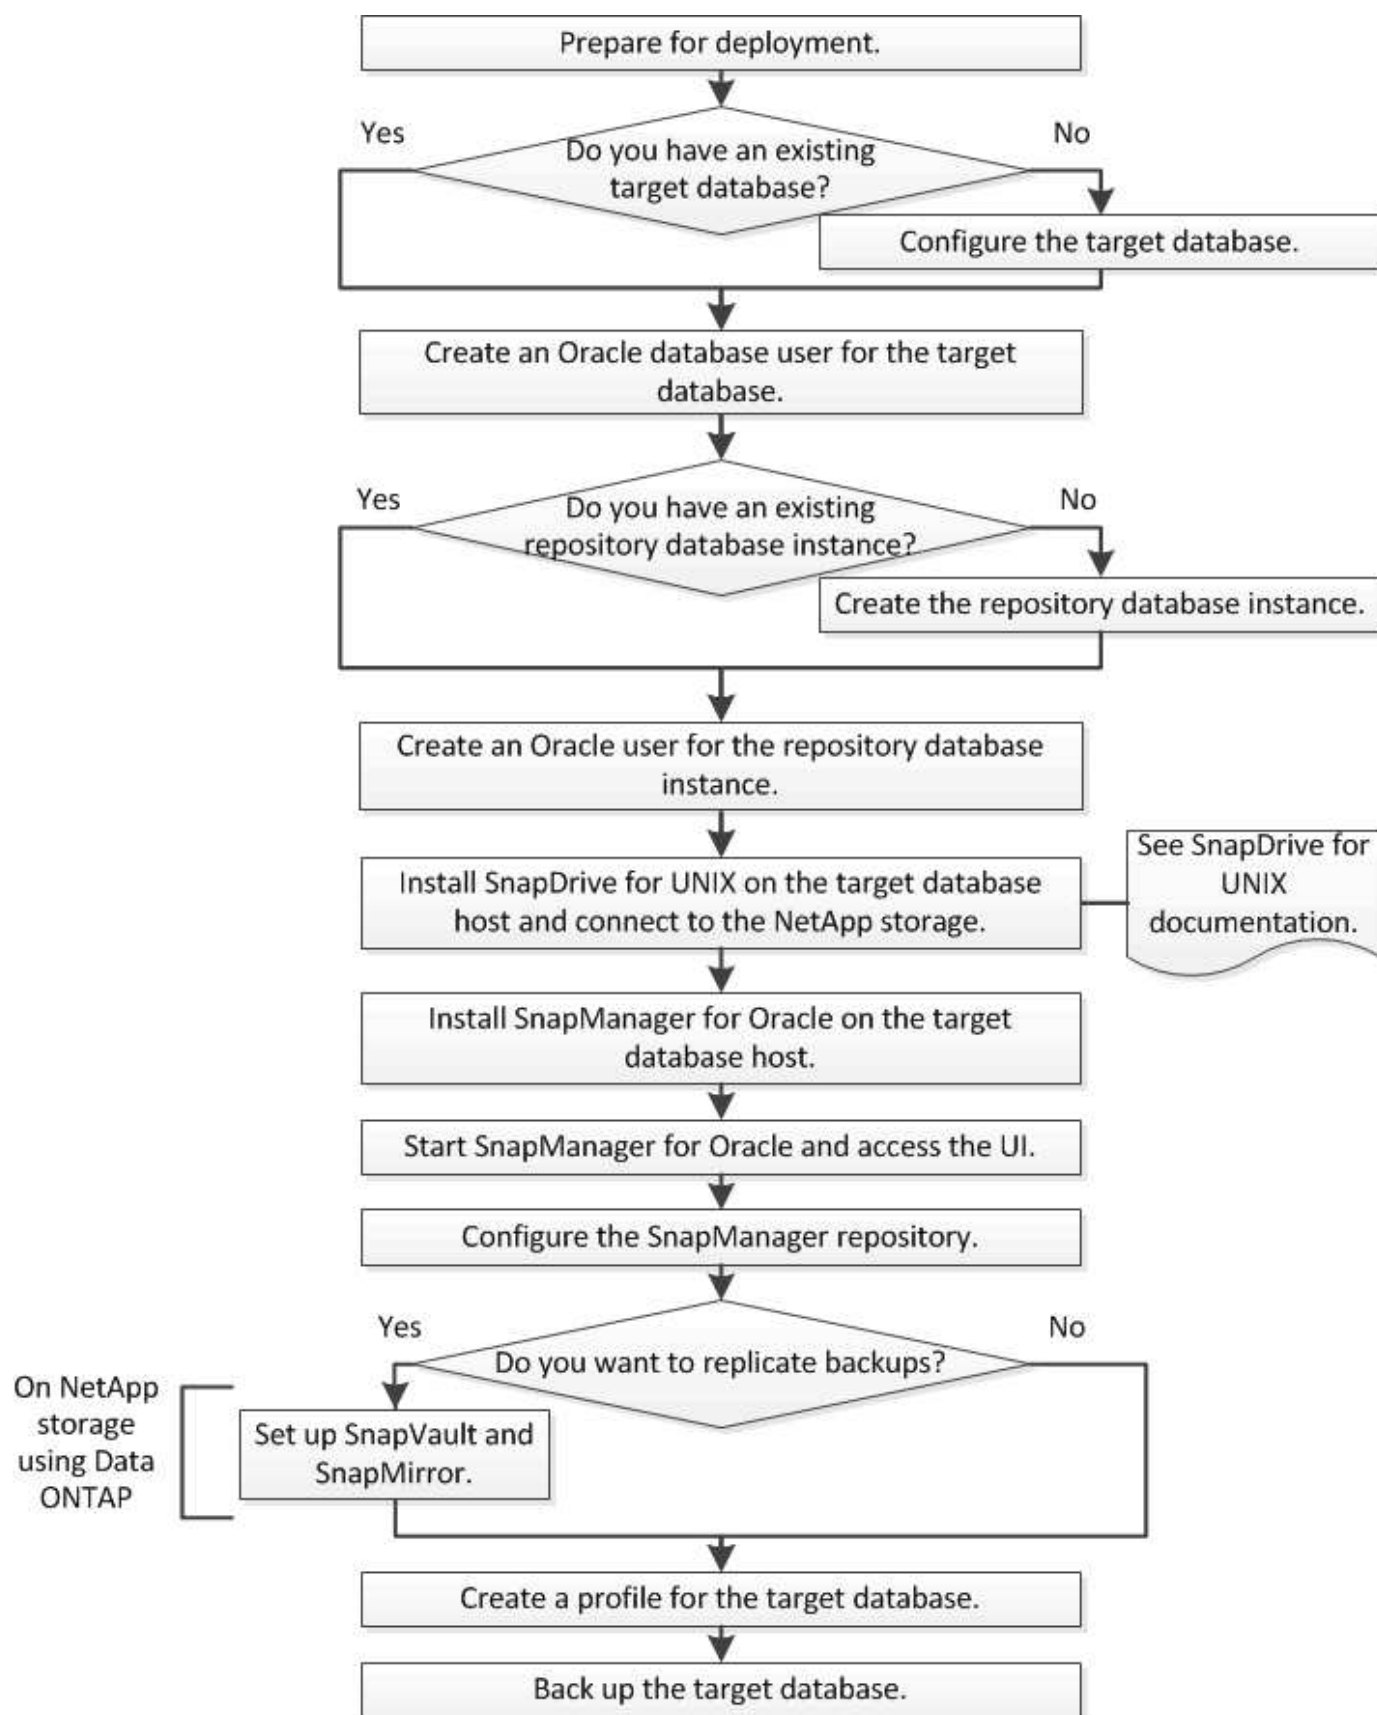 Prepare for deployment.
Yes
No
Do you have an existing
target database?
Configure the target database.
Create an Oracle database user for the target
database.
Yes
No
Do you have an existing
repository database instance?
Create the repository database instance.
Create an Oracle user for the repository database
instance.
Install SnapDrive for UNIX on the target database
host and connect to the NetApp storage.
See SnapDrive for
UNIX
documentation.
Install SnapManager for Oracle on the target
database host.
Start SnapManager for Oracle and access the UI.
Configure the SnapManager repository.
Yes
No
Do you want to replicate backups?
On NetApp
storage
using Data
ONTAP
Set up SnapVault and
SnapMirror.
Create a profile for the target database.
Back up the target database.